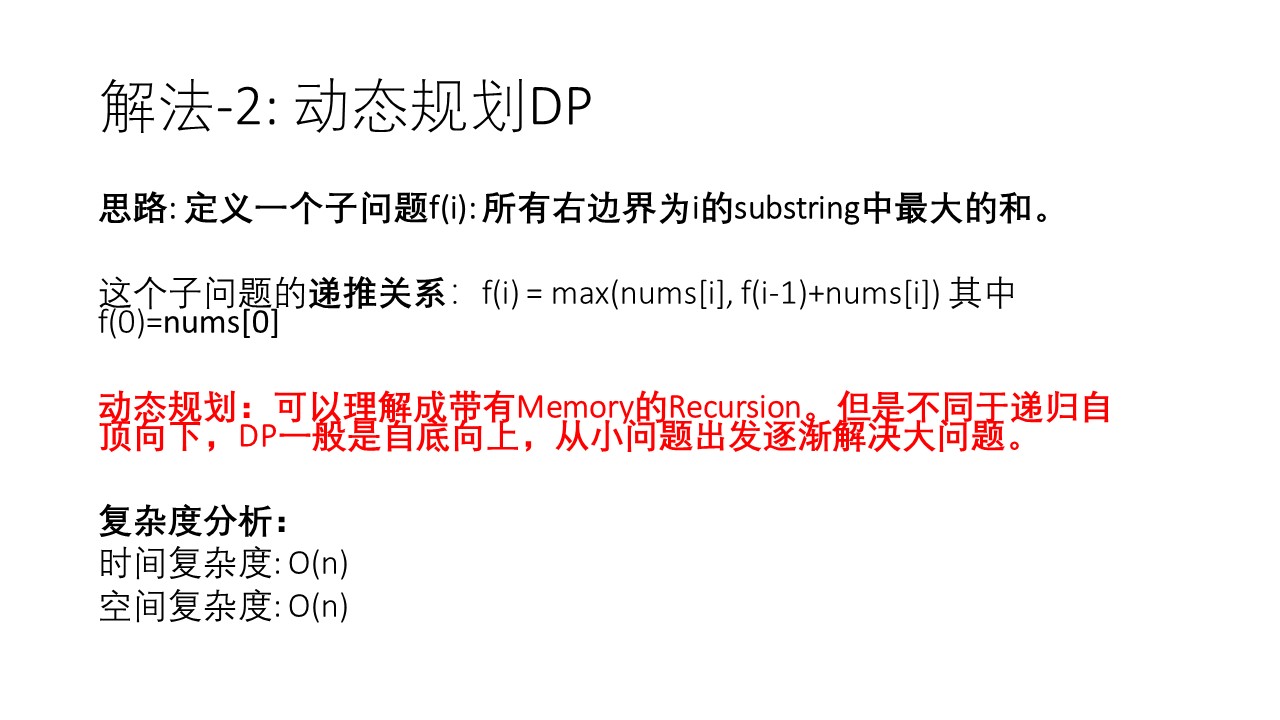 解法-2: 动态规划DP
思路: 定义一个子问题f(i): 所有右边界为i的substring中最大的和。
这个子问题的递推关系：f(i) = max(nums[i], f(i-1)+nums[i]) 其中
f(0)=nums[0]
动态规划：可以理解成带有Memory的Recursion。但是不同于递归自
顶向下，DP一般是自底向上，从小问题出发逐渐解决大问题。
复杂度分析：
时间复杂度: O(n)
空间复杂度: O(n)